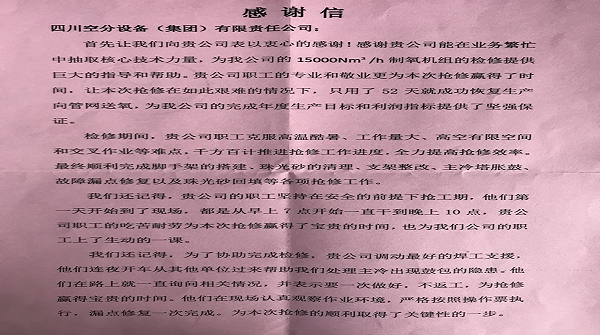 感谢信
四川空分设备（集团）有限责任公司：
首先让我们向贵公司表以衷心的感谢！感谢贵公司能在业务繁忙
中抽取核心技术力量，为我公司的 15000Nm³/h 制氧机组的检修提供
巨大的指导和帮助。贵公司职工的专业和敬业更为本次抢修赢得了时
间，让本次抢修在如此艰难的情况下，只用了 52 天就成功恢复生产
向管网送氧，为我公司的完成年度生产目标和利润指标提供了坚强保
证。
检修期间，贵公司职工克服高温酷暑、工作量大、高空有限空间
和交叉作业等难点，千方百计推进抢修工作进度，全力提高抢修效率。
最终顺利完成脚手架的搭建、珠光砂的清理、支架整改、主冷塔胀鼓、
故障漏点修复以及珠光砂回填等各项抢修工作。
我们还记得，贵公司的职工坚持在安全的前提下抢工期，他们第
一天开始到了现场，都是从早上 7 点开始一直干到晚上 10 点，贵公
司职工的吃苦耐劳为本次抢修赢得了宝贵的时间，也为我们公司的职
工上了生动的一课。
我们还记得，为了协助完成检修，贵公司调动最好的焊工支援，
他们连夜开车从其他单位过来帮助我们处理主冷出现鼓包的隐患。他
们在路上就一直询问相关情况，并表示要一次做好，不返工，为抢修
赢得宝贵的时间。他们在现场认真观察作业环境，严格按照操作票执
行，漏点修复一次完成。为本次抢修的顺利取得了关键性的一步。